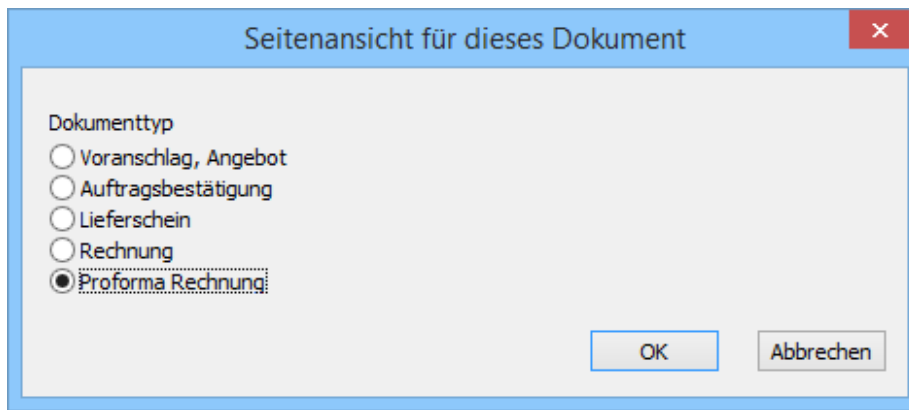 Seitenansicht für dieses Dokument
Dokumenttyp
Voranschlag, Angebot
Auftragsbestätigung
Lieferschein
Rechnung
Proforma Rechnung
OK Abbrechen